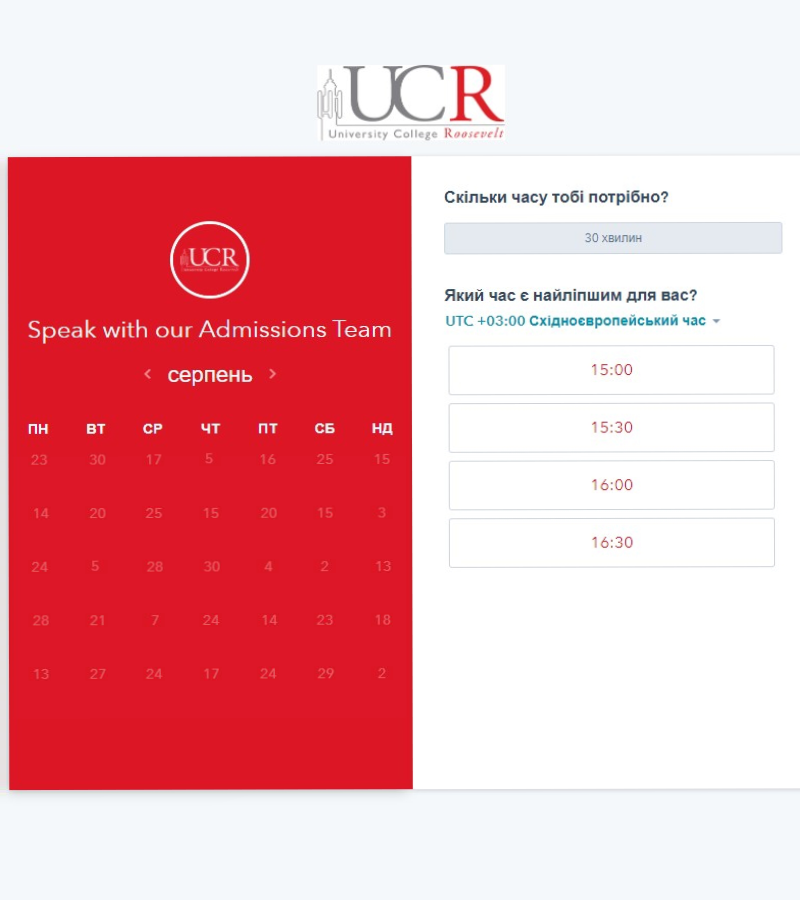 UCR
University College Roosevelt
UCR
Speak with our Admissions Team
серпень
ПН ВТ СР ЧТ ПТ СБ НД
23 30 17 5 16 25 15
14 20 25 15 20 15 3
24 5 28 30 4 2 13
28 21 7 24 14 23 18
13 27 24 17 24 29 2
Скільки часу тобі потрібно?
30 хвилин
Який час є найліпшим для вас?
UTC +03:00 Східноєвропейський час
15:00
15:30
16:00
16:30